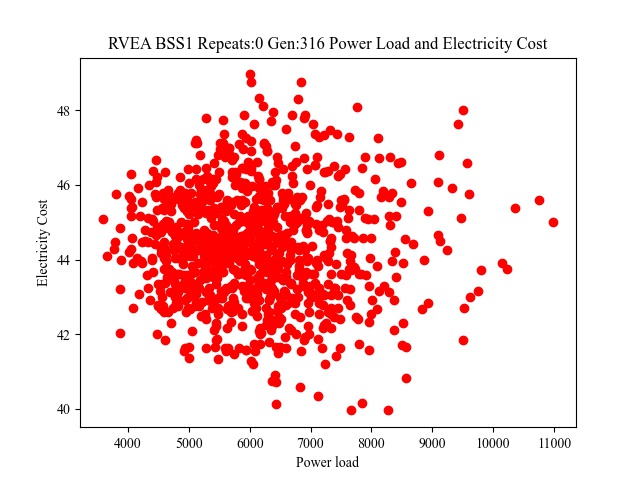 RVEA BSS1 Repeats:0 Gen:316 Power Load and Electricity Cost
48
46
44
42
40
Electricity Cost
4000 5000 6000 7000 8000 9000 10000 11000
Power load